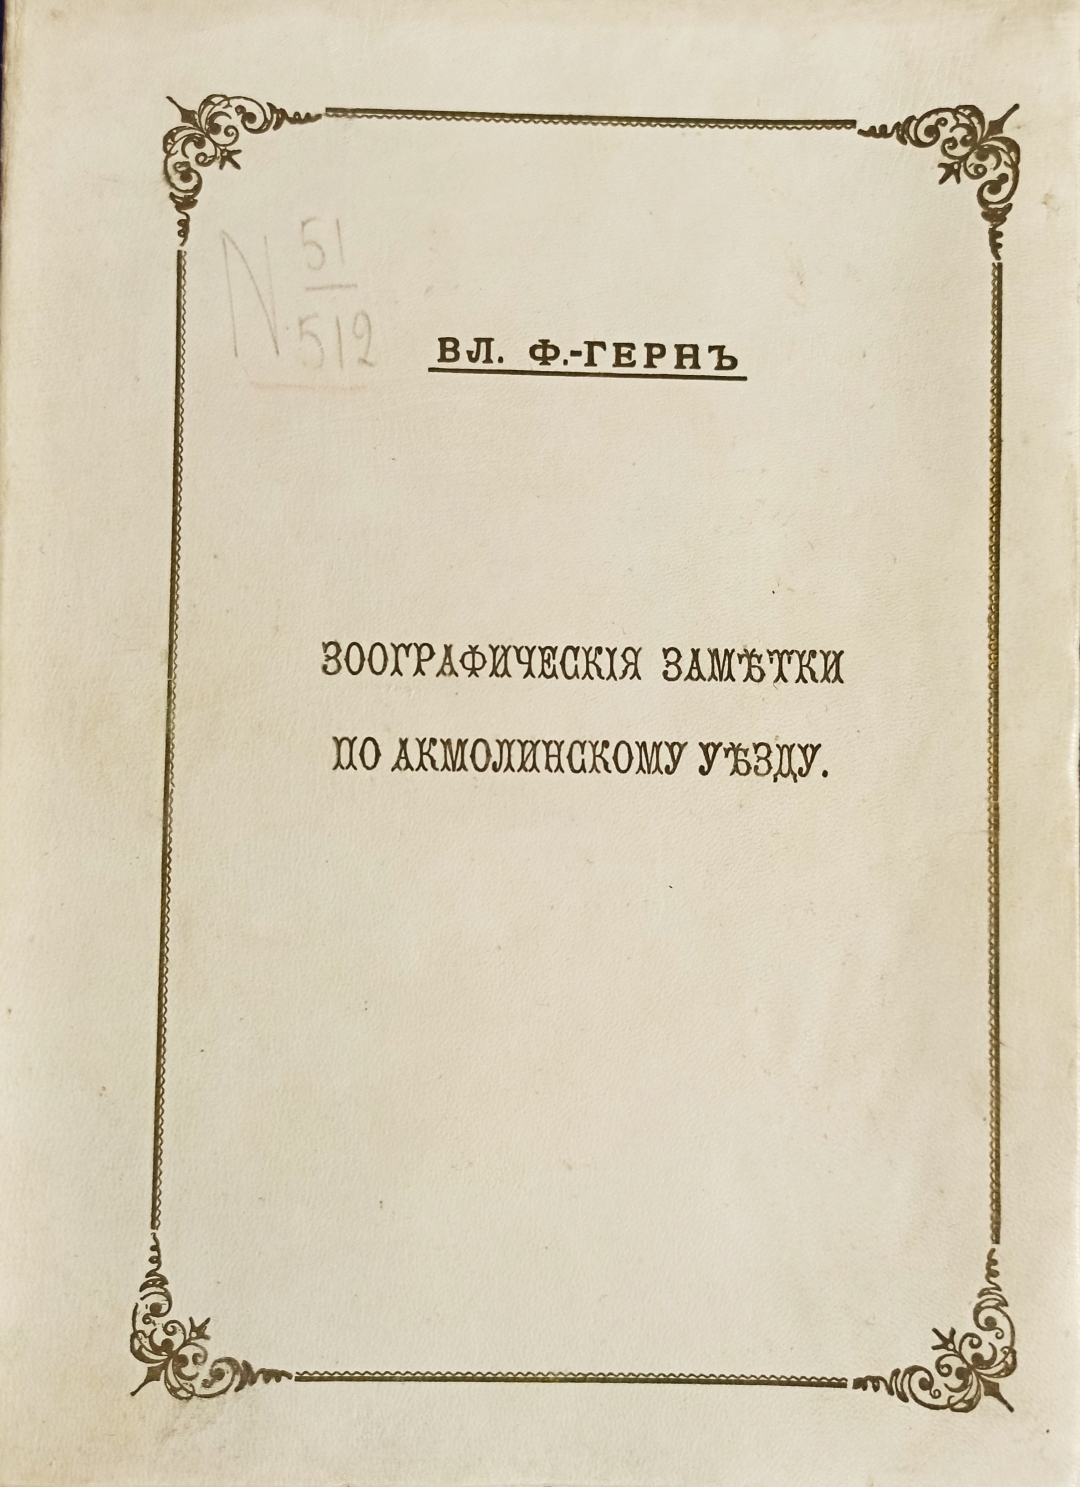 N. 51
512
ВЛ. Ф.-ГЕРНЪ
ЗООГРАФИЧЕСКІЯ ЗАМѢТКИ
ПО АКМОЛИНСКОМУ УѢЗДУ.